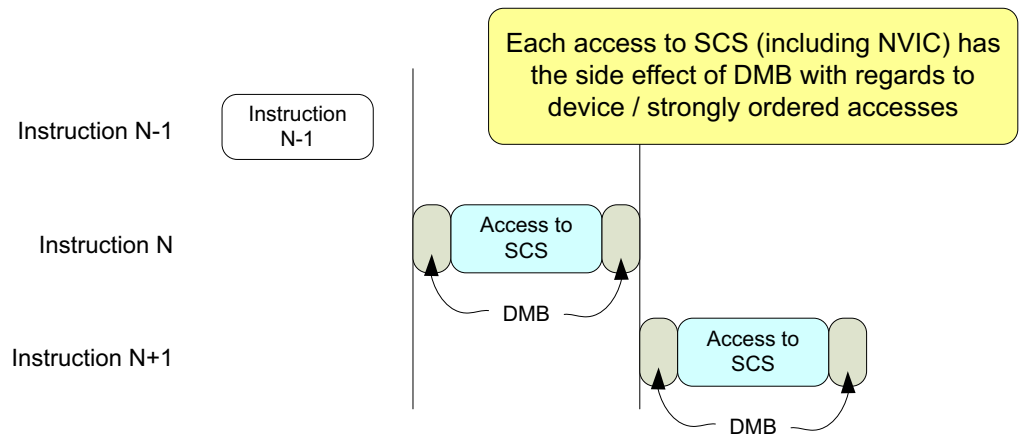 Each access to SCS (including NVIC) has
the side effect of DMB with regards to
device / strongly ordered accesses
Instruction N-1
Instruction
N-1
Instruction N
Access to
SCS
DMB
Instruction N+1
Access to
SCS
DMB